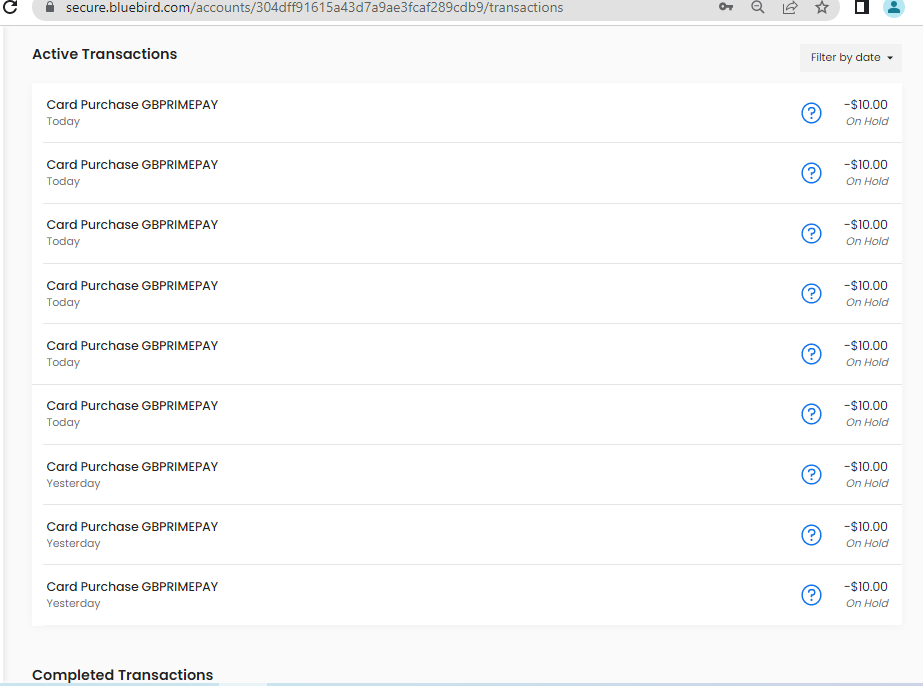 secure.bluebird.com/accounts/304dff91615a43d7a9ae3fcaf289cdb9/transactions
Active Transactions
Filter by date
Card Purchase GBPRIMEPAY
-$10.00
Today
On Hold
Card Purchase GBPRIMEPAY
-$10.00
Today
On Hold
Card Purchase GBPRIMEPAY
-$10.00
Today
On Hold
Card Purchase GBPRIMEPAY
-$10.00
Today
On Hold
Card Purchase GBPRIMEPAY
-$10.00
Today
On Hold
Card Purchase GBPRIMEPAY
-$10.00
Today
On Hold
Card Purchase GBPRIMEPAY
-$10.00
Yesterday
On Hold
Card Purchase GBPRIMEPAY
-$10.00
Yesterday
On Hold
Card Purchase GBPRIMEPAY
-$10.00
Yesterday
On Hold
Completed Transactions